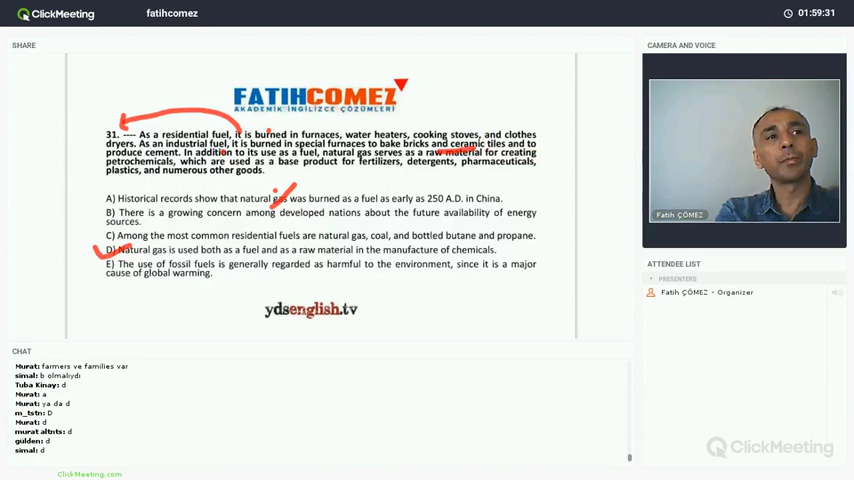 ClickMeeting
fatihcomez
01:59:31
SHARE
CAMERA AND VOICE
FATIHCOMEZ
AKADEMİK İNGİLİZCE ÇÖZÜMLERİ
31. ---- As a residential fuel, it is burned in furnaces, water heaters, cooking stoves, and clothes
dryers. As an industrial fuel, it is burned in special furnaces to bake bricks and ceramic tiles and to
produce cement. In addition to its use as a fuel, natural gas serves as a raw material for creating
petrochemicals, which are used as a base product for fertilizers, detergents, pharmaceuticals,
plastics, and numerous other goods.
A) Historical records show that natural gas was burned as a fuel as early as 250 A.D. in China.
B) There is a growing concern among developed nations about the future availability of energy
sources.
C) Among the most common residential fuels are natural gas, coal, and bottled butane and propane.
D) Natural gas is used both as a fuel and as a raw material in the manufacture of chemicals.
E) The use of fossil fuels is generally regarded as harmful to the environment, since it is a major
cause of global warming.
ydsenglish.tv
Fatih ÇÖMEZ
ATTENDEE LIST
PRESENTERS
Fatih ÇÖMEZ - Organizer
CHAT
Murat: farmers ve families var
simal: b olmalıydı
Tuba Kinay: d
Murat: a
Murat: ya da d
m_tstn: D
Murat: d
murat altnts: d
gülden: d
simal: d
ClickMeeting
ClickMeeting.com